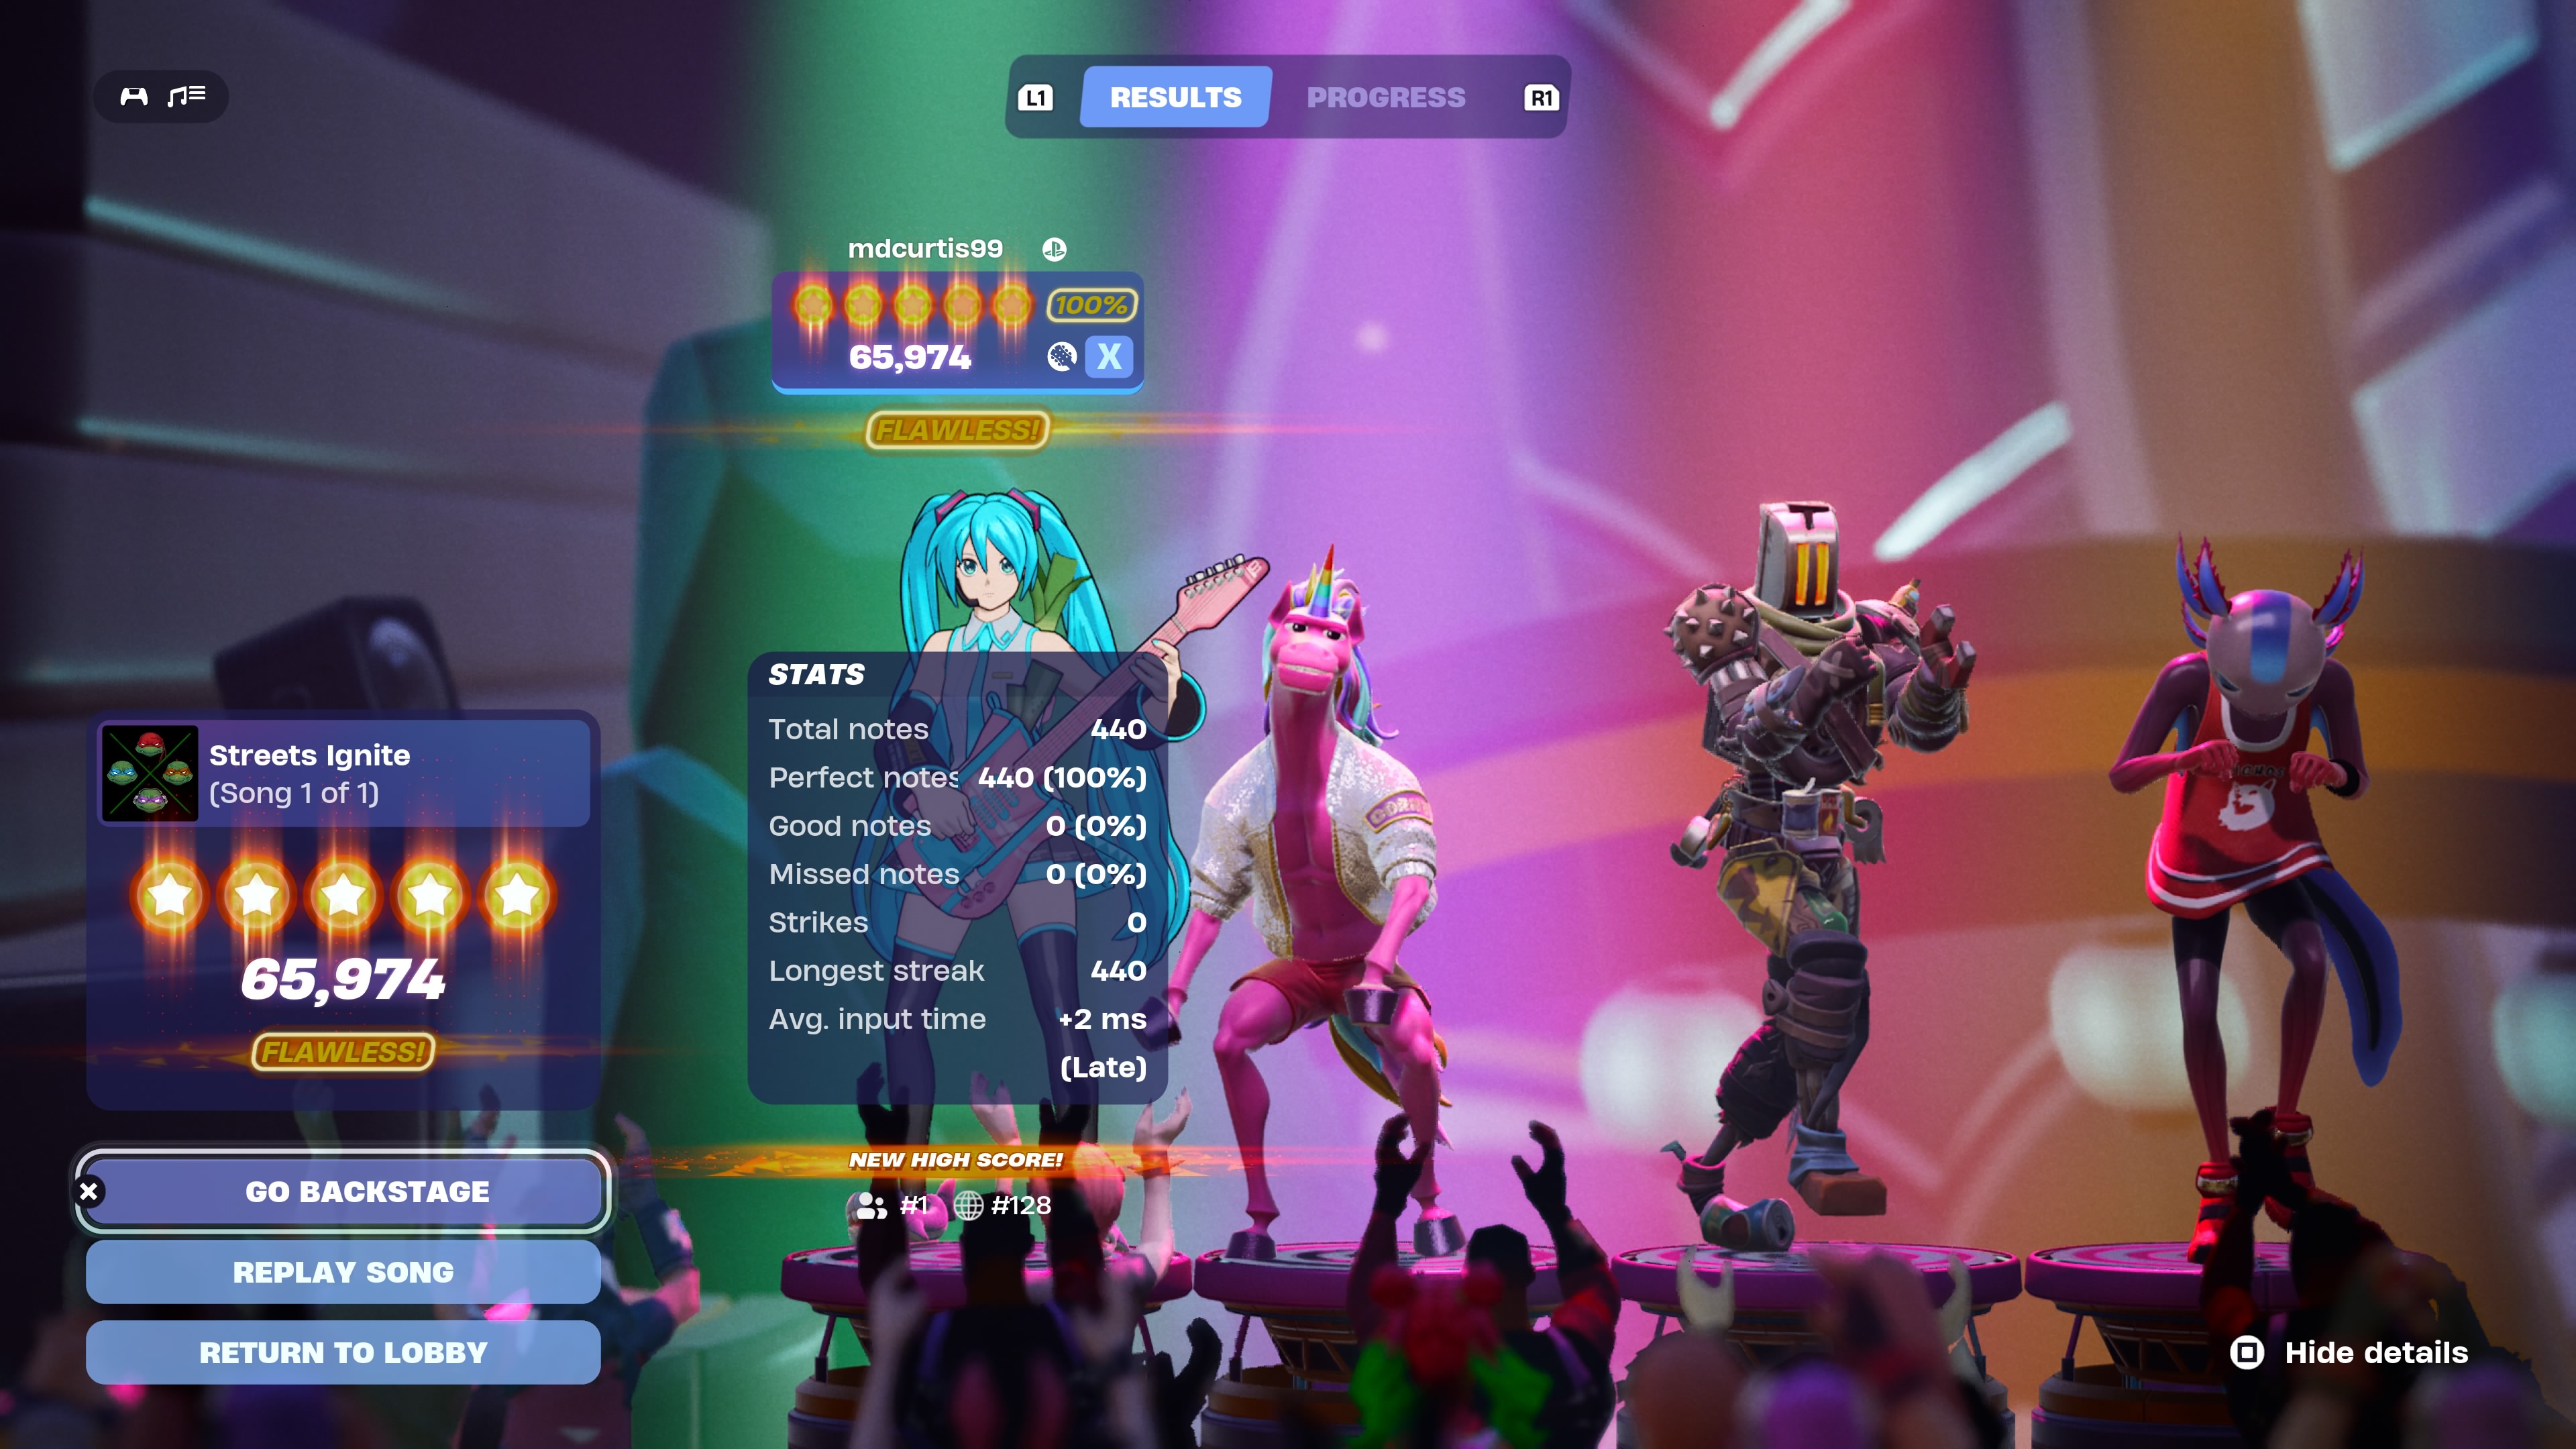 L1 RESULTS PROGRESS R1
mdcurtis99
100%
65,974
X
FLAWLESS!
STATS
Total notes 440
Perfect notes 440 (100%)
Good notes 0 (0%)
Missed notes 0 (0%)
Strikes 0
Longest streak 440
Avg. input time +2 ms
(Late)
NEW HIGH SCORE!
#1 #128
Streets Ignite
(Song 1 of 1)
65,974
FLAWLESS!
GO BACKSTAGE
REPLAY SONG
RETURN TO LOBBY
Hide details